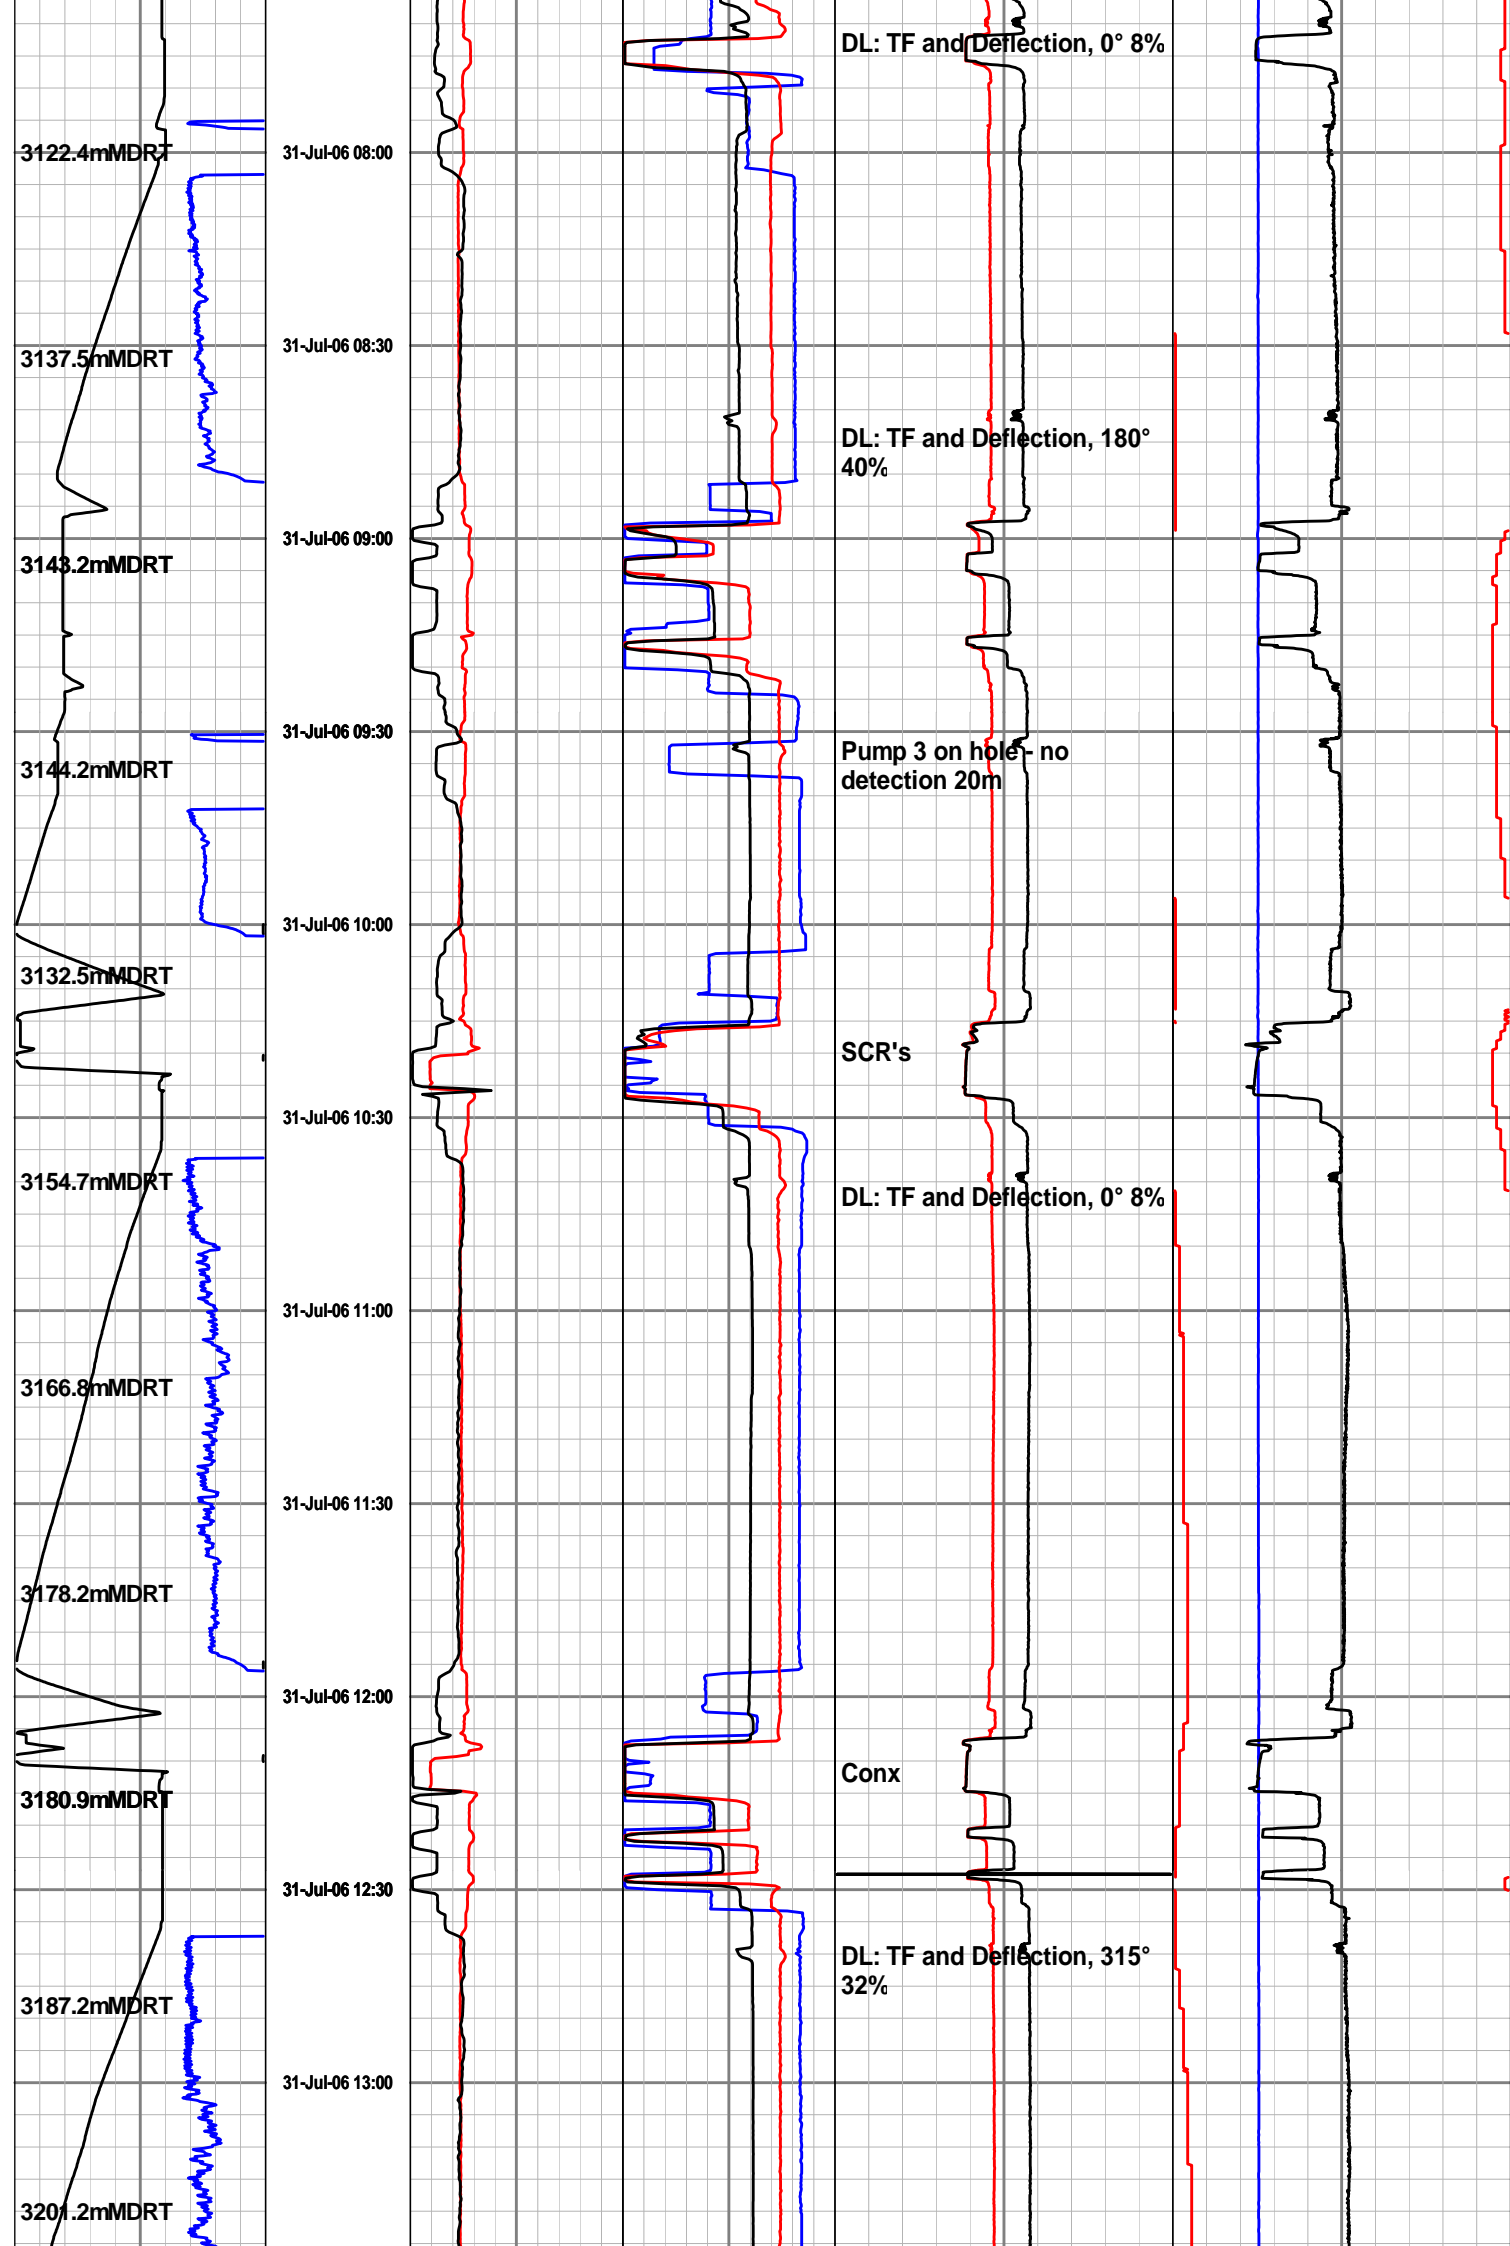 DL: TF and Deflection, 0° 8%
3122.4mMDRT
31-Jul-06 08:00
31-Jul-06 08:30
3137.5mMDRT
DL: TF and Deflection, 180°
40%
31-Jul-06 09:00
3143.2mMDRT
31-Jul-06 09:30
Pump 3 on hole - no
detection 20m
3144.2mMDRT
31-Jul-06 10:00
3132.5mMDRT
SCR's
31-Jul-06 10:30
3154.7mMDRT
DL: TF and Deflection, 0° 8%
31-Jul-06 11:00
3166.8mMDRT
31-Jul-06 11:30
3178.2mMDRT
31-Jul-06 12:00
Conx
3180.9mMDRT
31-Jul-06 12:30
DL: TF and Deflection, 315°
32%
3187.2mMDRT
31-Jul-06 13:00
3201.2mMDRT